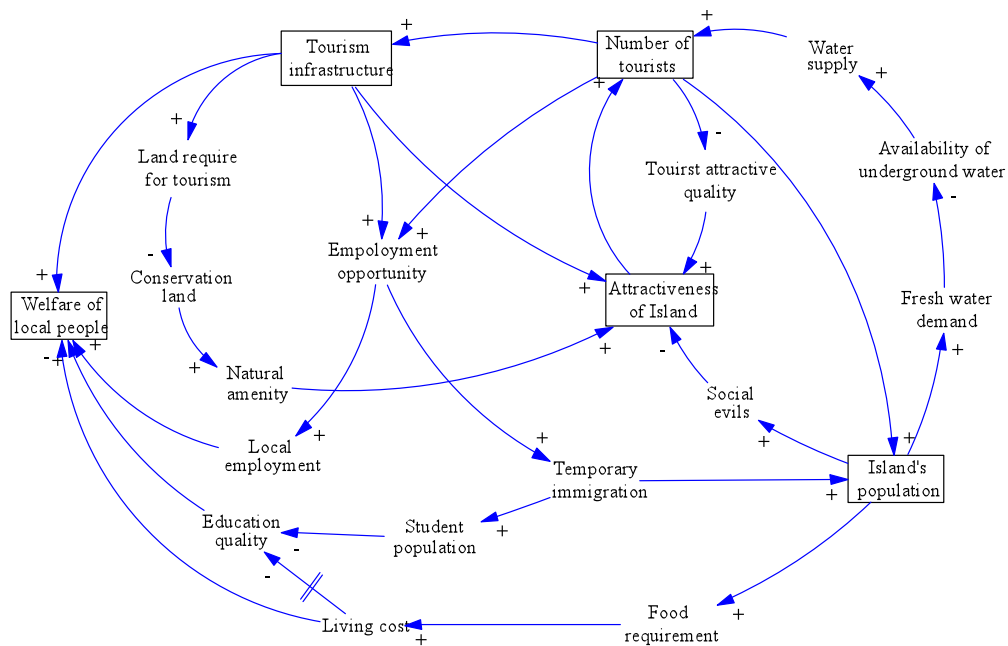 Tourism
infrastructure
Number of
tourists
Water
supply
Land require
for tourism
Touirst attractive
quality
Availability of
underground water
Empoloyment
opportunity
Conservation
land
Welfare of
local people
Attractiveness
of Island
Fresh water
demand
Natural
amenity
Social
evils
Local
employment
Temporary
immigration
Island's
population
Education
quality
Student
population
Living cost
Food
requirement
+
+
+
+
+
-
-
+
+
-
+
+
+
+
-
+
+
-
+
+
+
-
+
+
+
+
+
-
-
+
+
+